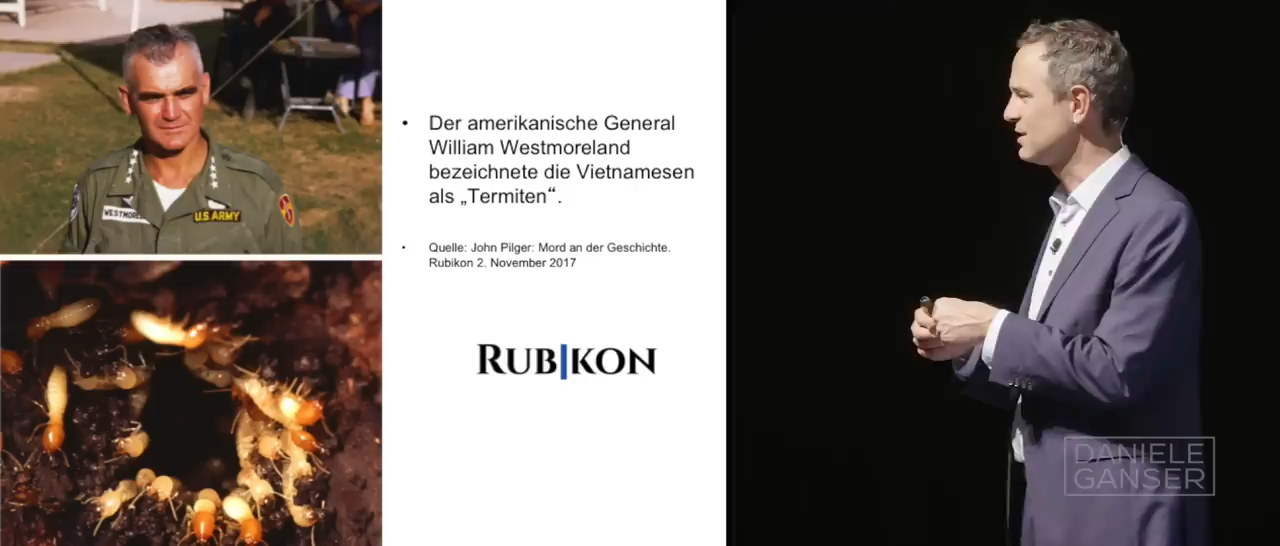 WESTMORE
U.S. ARMY
• Der amerikanische General
William Westmoreland
bezeichnete die Vietnamesen
als „Termiten“.
• Quelle: John Pilger: Mord an der Geschichte.
Rubikon 2. November 2017
RUBIKON
DANIELE
GANSER